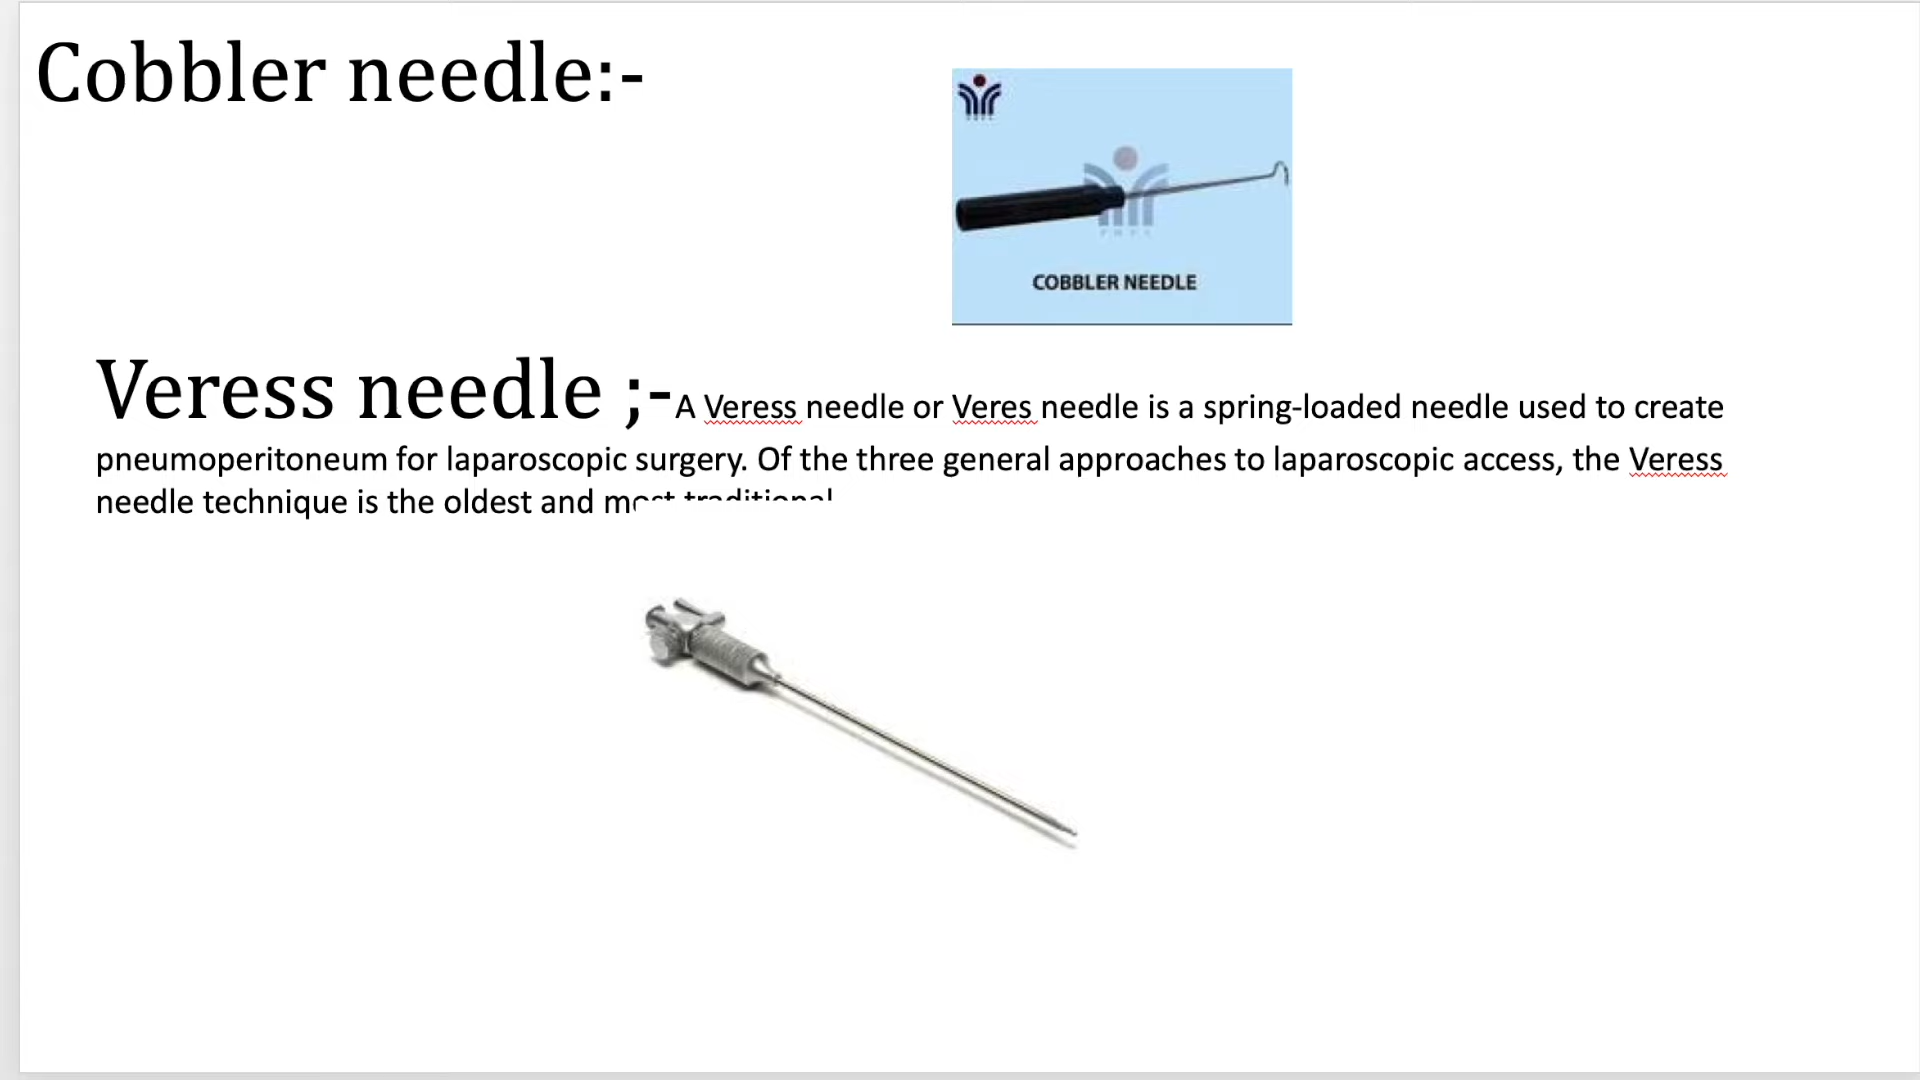 Cobbler needle:-
COBBLER NEEDLE
Veress needle ;-A Veress needle or Veres needle is a spring-loaded needle used to create
pneumoperitoneum for laparoscopic surgery. Of the three general approaches to laparoscopic access, the Veress
needle technique is the oldest and most traditional